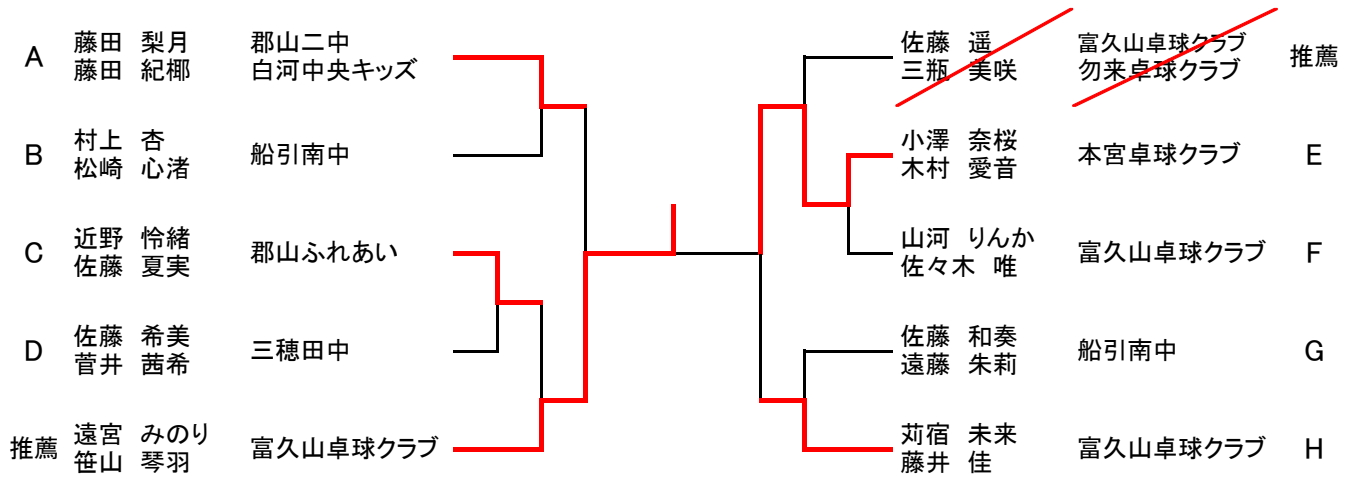 A 藤田 梨月 郡山二中
藤田 紀椰 白河中央キッズ
B 村上 杏 船引南中
松崎 心渚
C 近野 怜緒 郡山ふれあい
佐藤 夏実
D 佐藤 希美 三穂田中
菅井 茜希
推薦 遠宮 みのり 富久山卓球クラブ
笹山 琴羽
佐藤 遥 富久山卓球クラブ 推薦
三瓶 美咲 勿来卓球クラブ
小澤 奈桜 本宮卓球クラブ E
木村 愛音
山河 りんか 富久山卓球クラブ F
佐々木 唯
佐藤 和奏 船引南中 G
遠藤 朱莉
苅宿 未来 富久山卓球クラブ H
藤井 佳